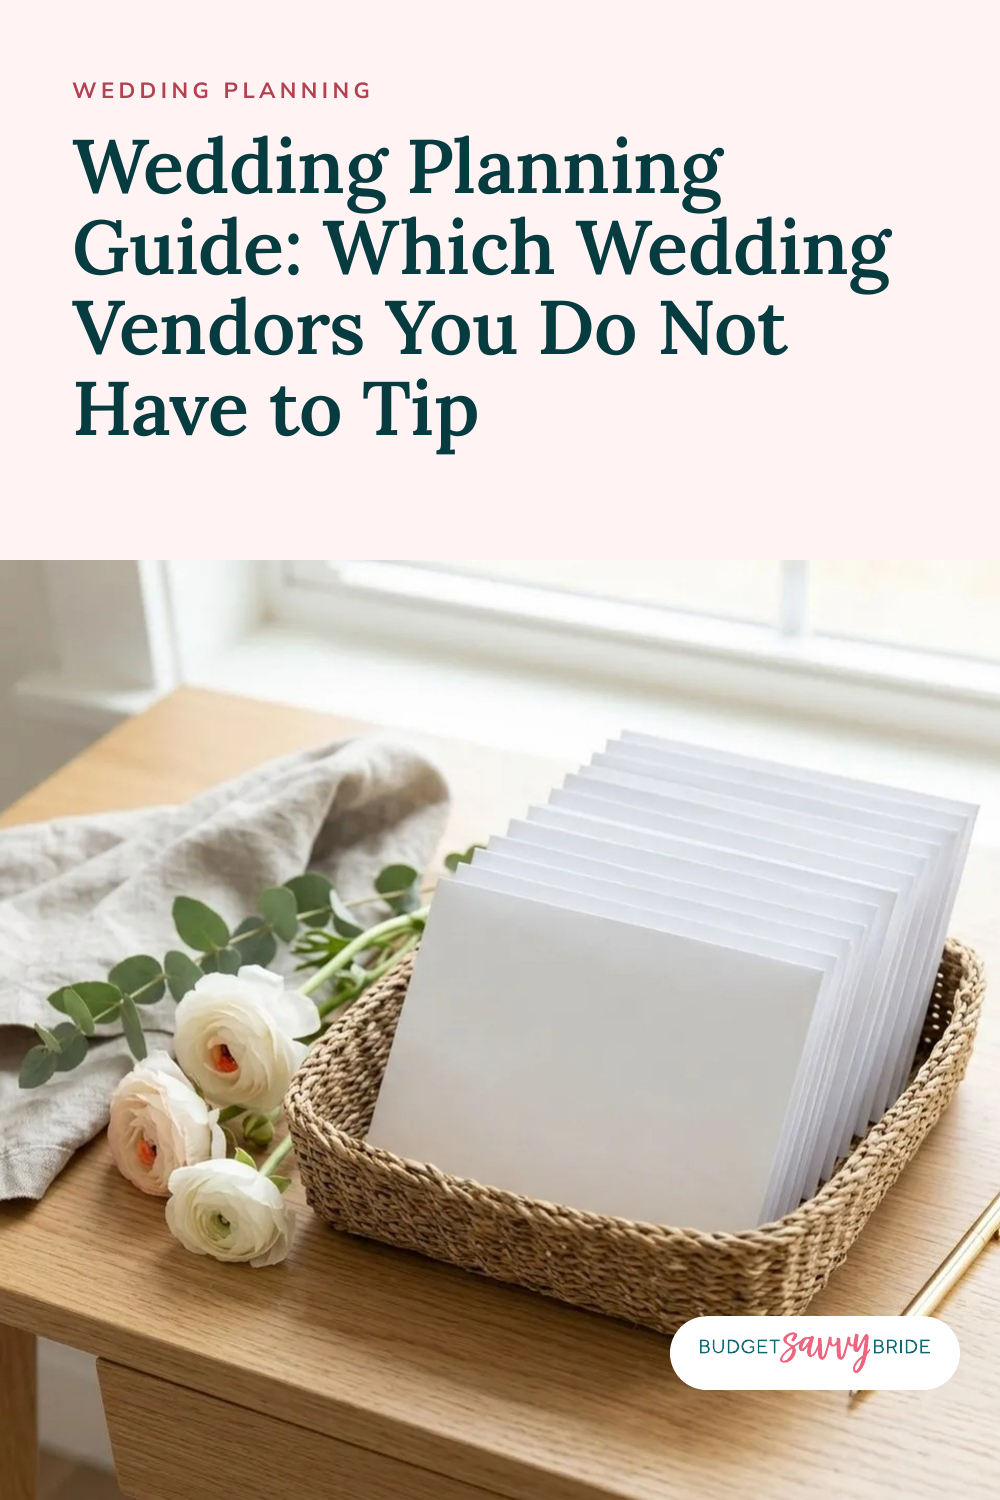 WEDDING PLANNING
Wedding Planning
Guide: Which Wedding
Vendors You Do Not
Have to Tip
BUDGET savvy BRIDE